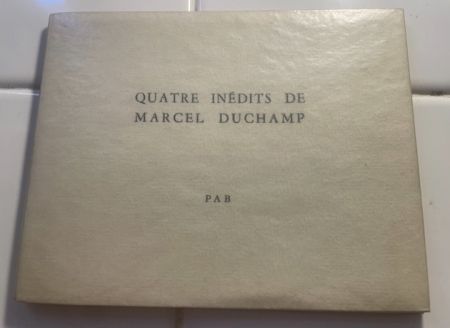 QUATRE INÉDITS DE
MARCEL DUCHAMP
PAB